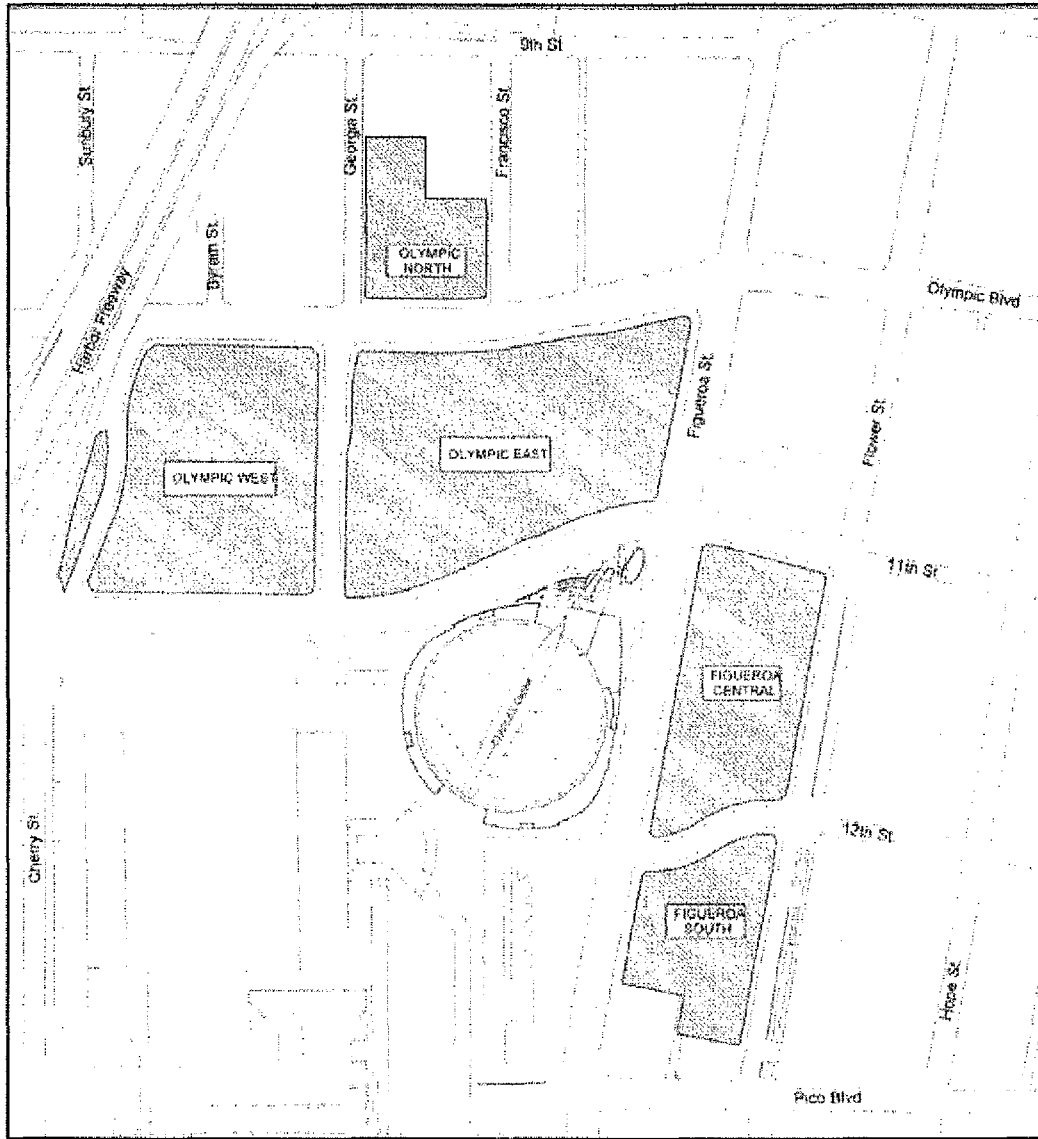 9th St.
Sunbury St.
Georgia St.
Francisco St.
Byram St.
OLYMPIC
NORTH
Harbor Freeway
Olympic Blvd
Figueroa St.
Flower St.
OLYMPIC EAST
OLYMPIC WEST
11th St.
FIGUEROA
CENTRAL
12th St.
Cherry St.
FIGUEROA
SOUTH
Hope St.
Pico Blvd